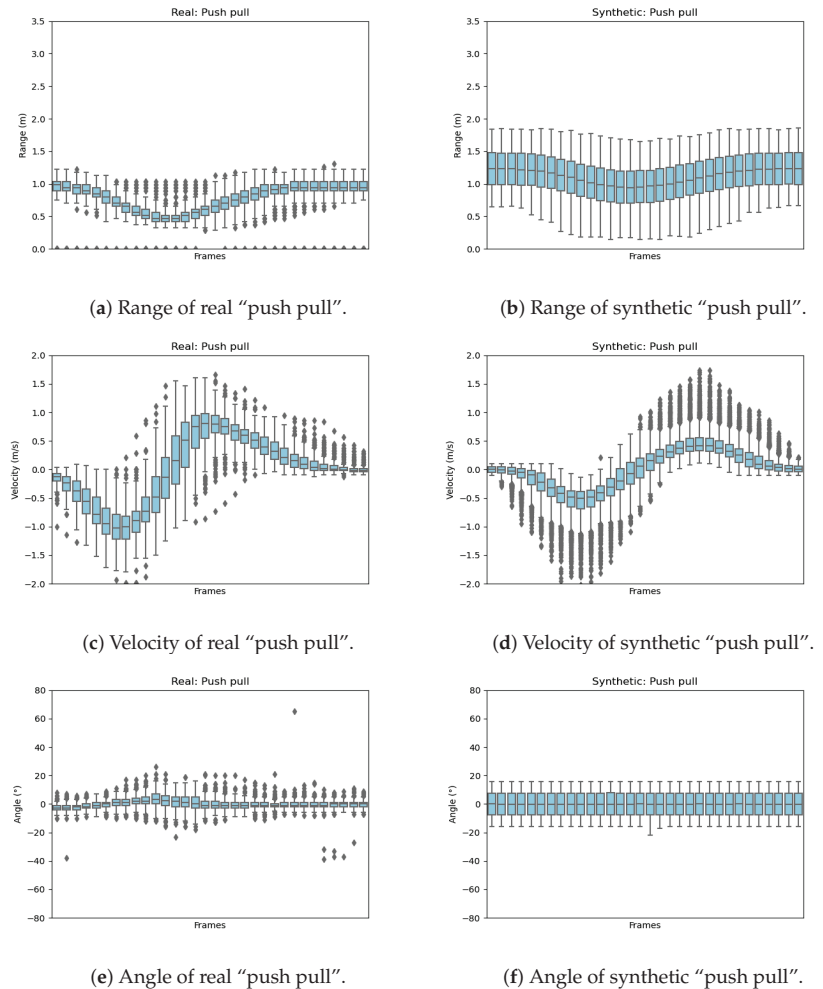 Real: Push pull
3.5
3.0
2.5
2.0
1.5
1.0
0.5
0.0
Range (m)
Frames
Synthetic: Push pull
3.5
3.0
2.5
2.0
1.5
1.0
0.5
0.0
Range (m)
Frames
(a) Range of real “push pull”.
(b) Range of synthetic “push pull”.
Real: Push pull
2.0
1.5
1.0
0.5
0.0
−0.5
−1.0
−1.5
−2.0
Velocity (m/s)
Frames
Synthetic: Push pull
2.0
1.5
1.0
0.5
0.0
−0.5
−1.0
−1.5
−2.0
Velocity (m/s)
Frames
(c) Velocity of real “push pull”.
(d) Velocity of synthetic “push pull”.
Real: Push pull
80
60
40
20
0
−20
−40
−60
−80
Angle (°)
Frames
Synthetic: Push pull
80
60
40
20
0
−20
−40
−60
−80
Angle (°)
Frames
(e) Angle of real “push pull”.
(f) Angle of synthetic “push pull”.